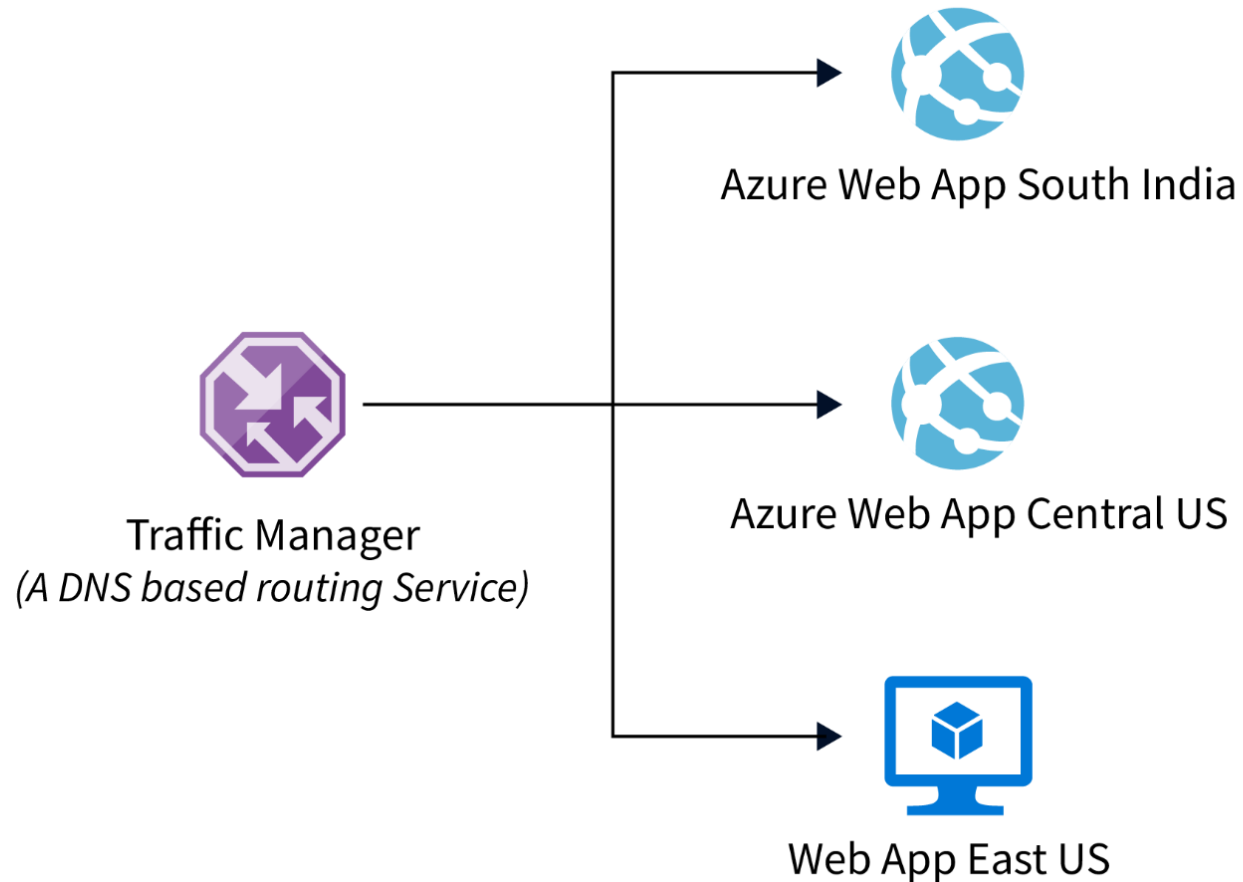 Azure Web App South India
Azure Web App Central US
Traffic Manager
(A DNS based routing Service)
Web App East US